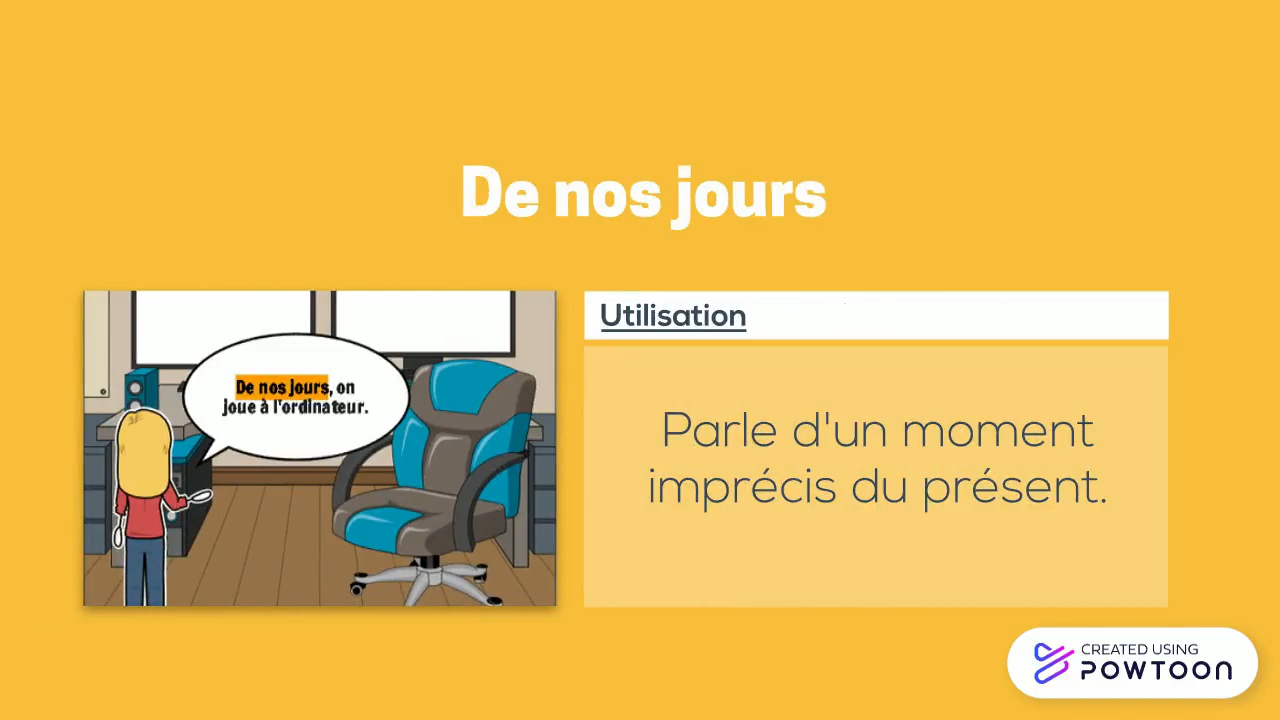 De nos jours
De nos jours, on
joue à l'ordinateur.
Utilisation
Parle d'un moment
imprécis du présent.
CREATED USING
POWTOON